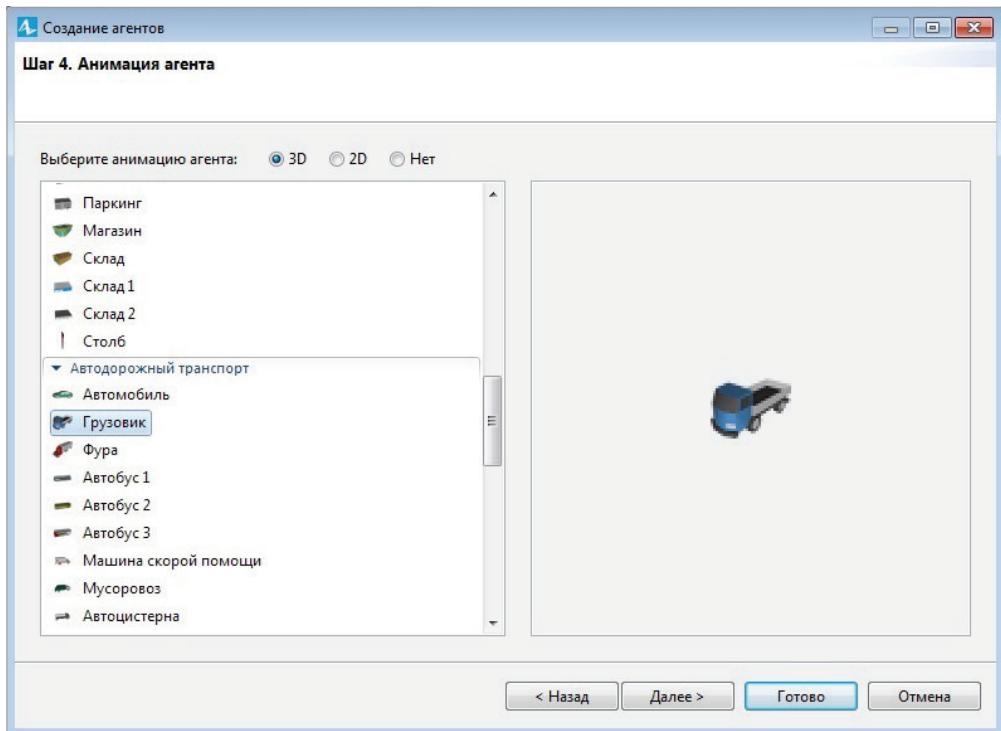 Создание агентов
Шаг 4. Анимация агента
Выберите анимацию агента: 3D 2D Нет
Паркинг
Магазин
Склад
Склад 1
Склад 2
Столб
Автодорожный транспорт
Автомобиль
Грузовик
Фура
Автобус 1
Автобус 2
Автобус 3
Машина скорой помощи
Мусоровоз
Автоцистерна
< Назад Далее > Готово Отмена